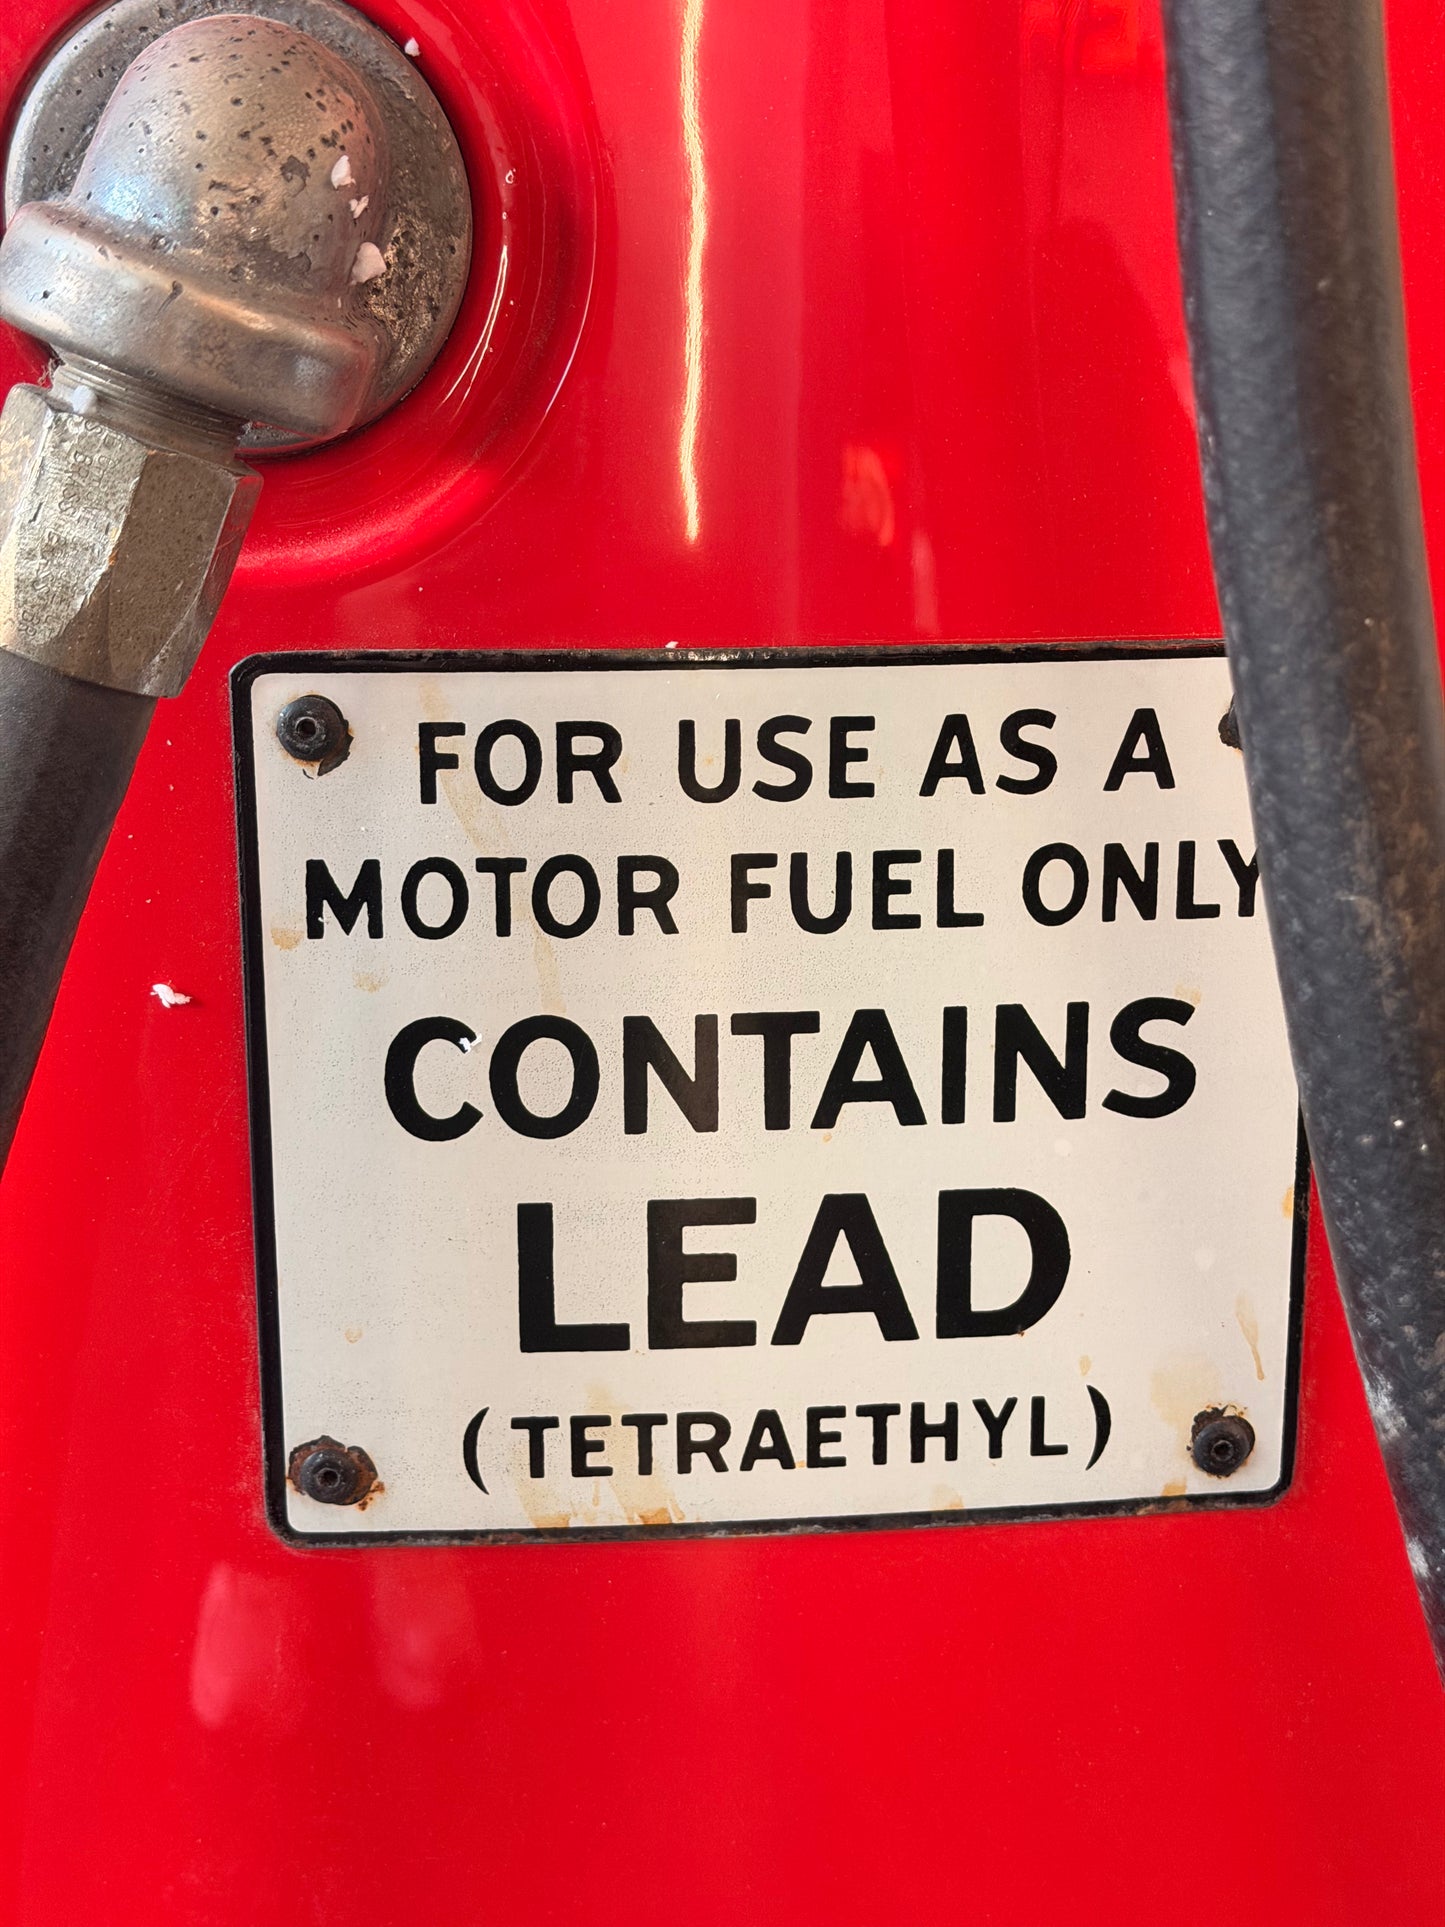 FOR USE AS A
MOTOR FUEL ONLY
CONTAINS
LEAD
(TETRAETHYL)